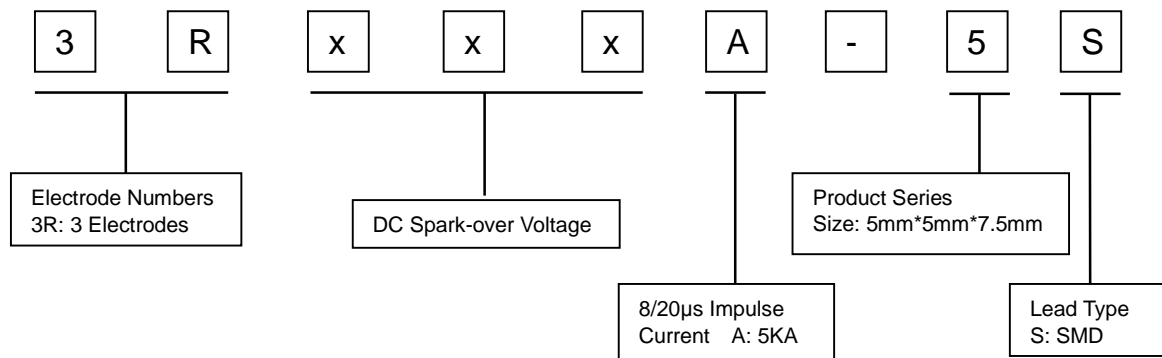 3 R x x x A - 5 S
Electrode Numbers
3R: 3 Electrodes
DC Spark-over Voltage
Product Series
Size: 5mm*5mm*7.5mm
8/20μs Impulse
Current A: 5KA
Lead Type
S: SMD